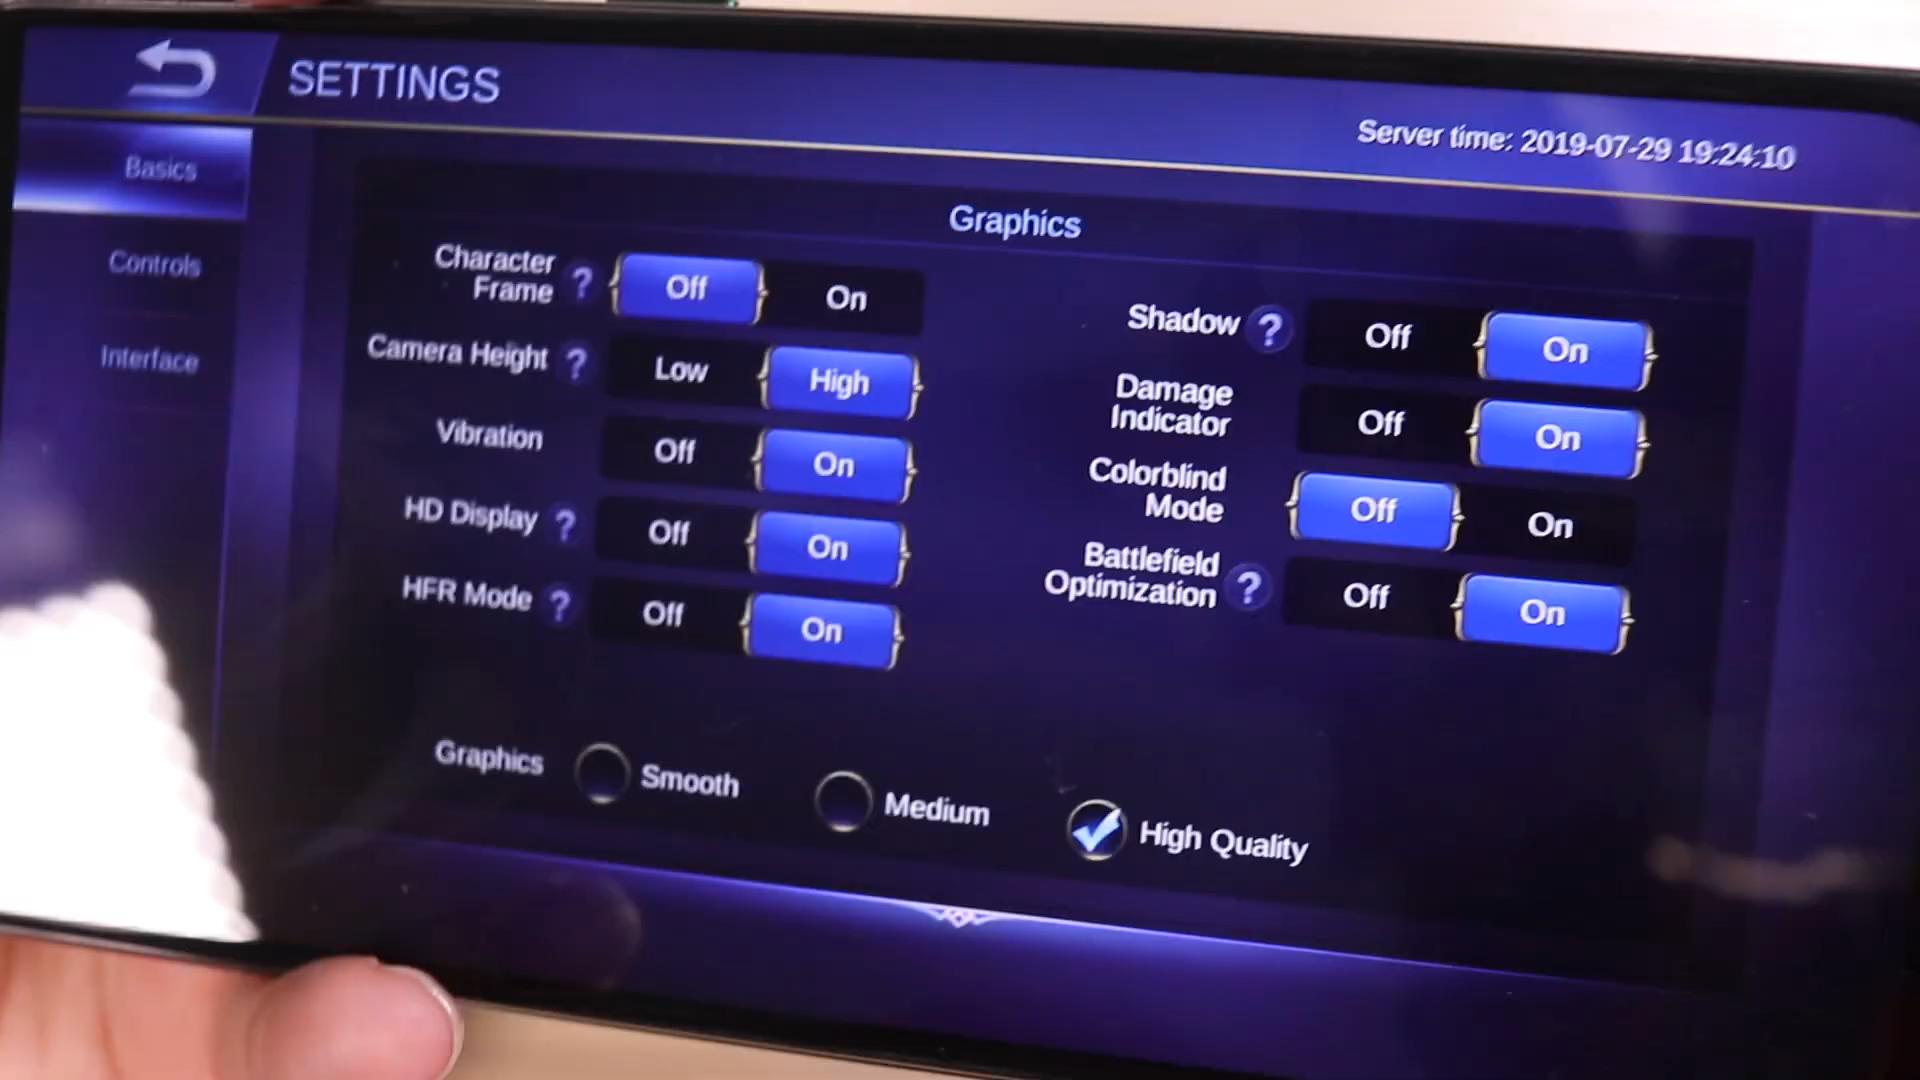 SETTINGS
Server time: 2019-07-29 19:24:10
Basics
Controls
Interface
Graphics
Character
Frame ? Off On
Camera Height ? Low High
Vibration Off On
HD Display ? Off On
HFR Mode ? Off On
Shadow ? Off On
Damage
Indicator Off On
Colorblind
Mode Off On
Battlefield
Optimization ? Off On
Graphics Smooth Medium High Quality